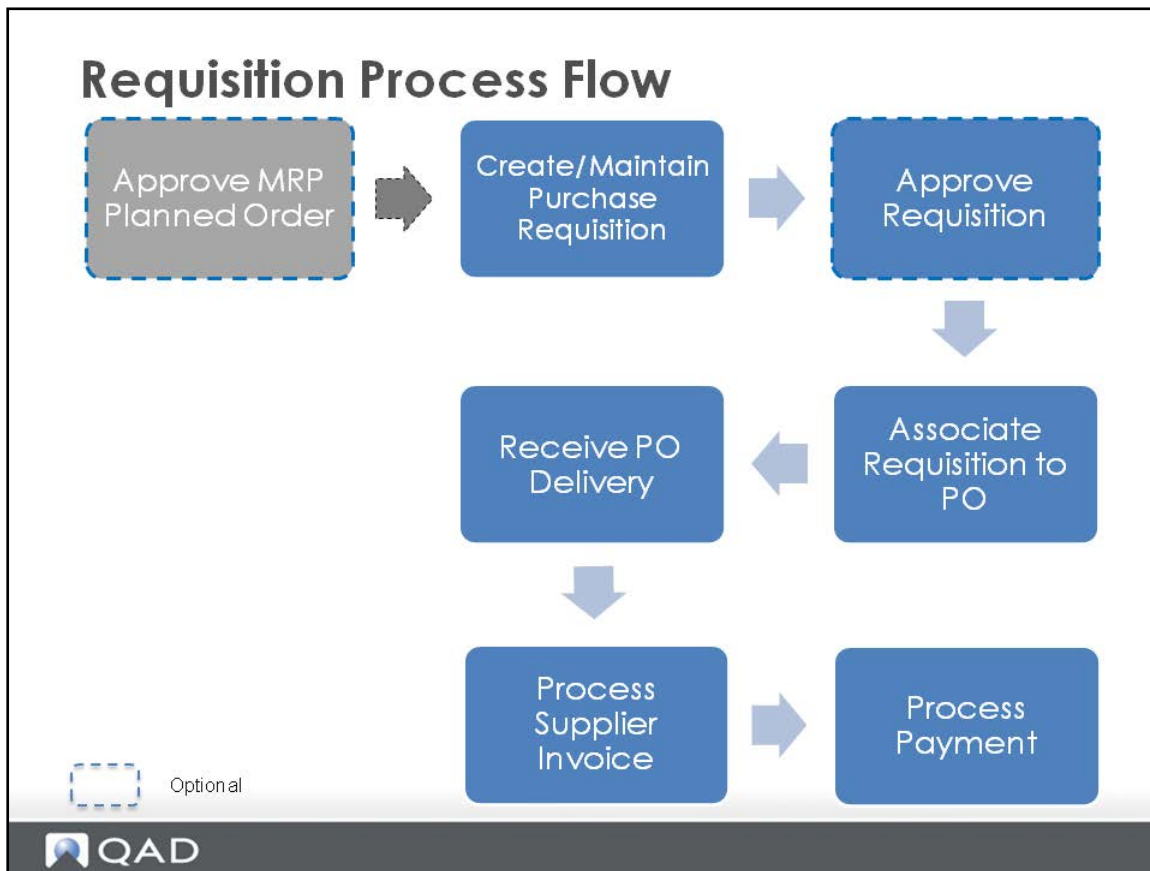 Requisition Process Flow
Approve MRP
Planned Order
Create/Maintain
Purchase
Requisition
Approve
Requisition
Associate
Requisition to
PO
Receive PO
Delivery
Process
Supplier
Invoice
Process
Payment
Optional
QAD